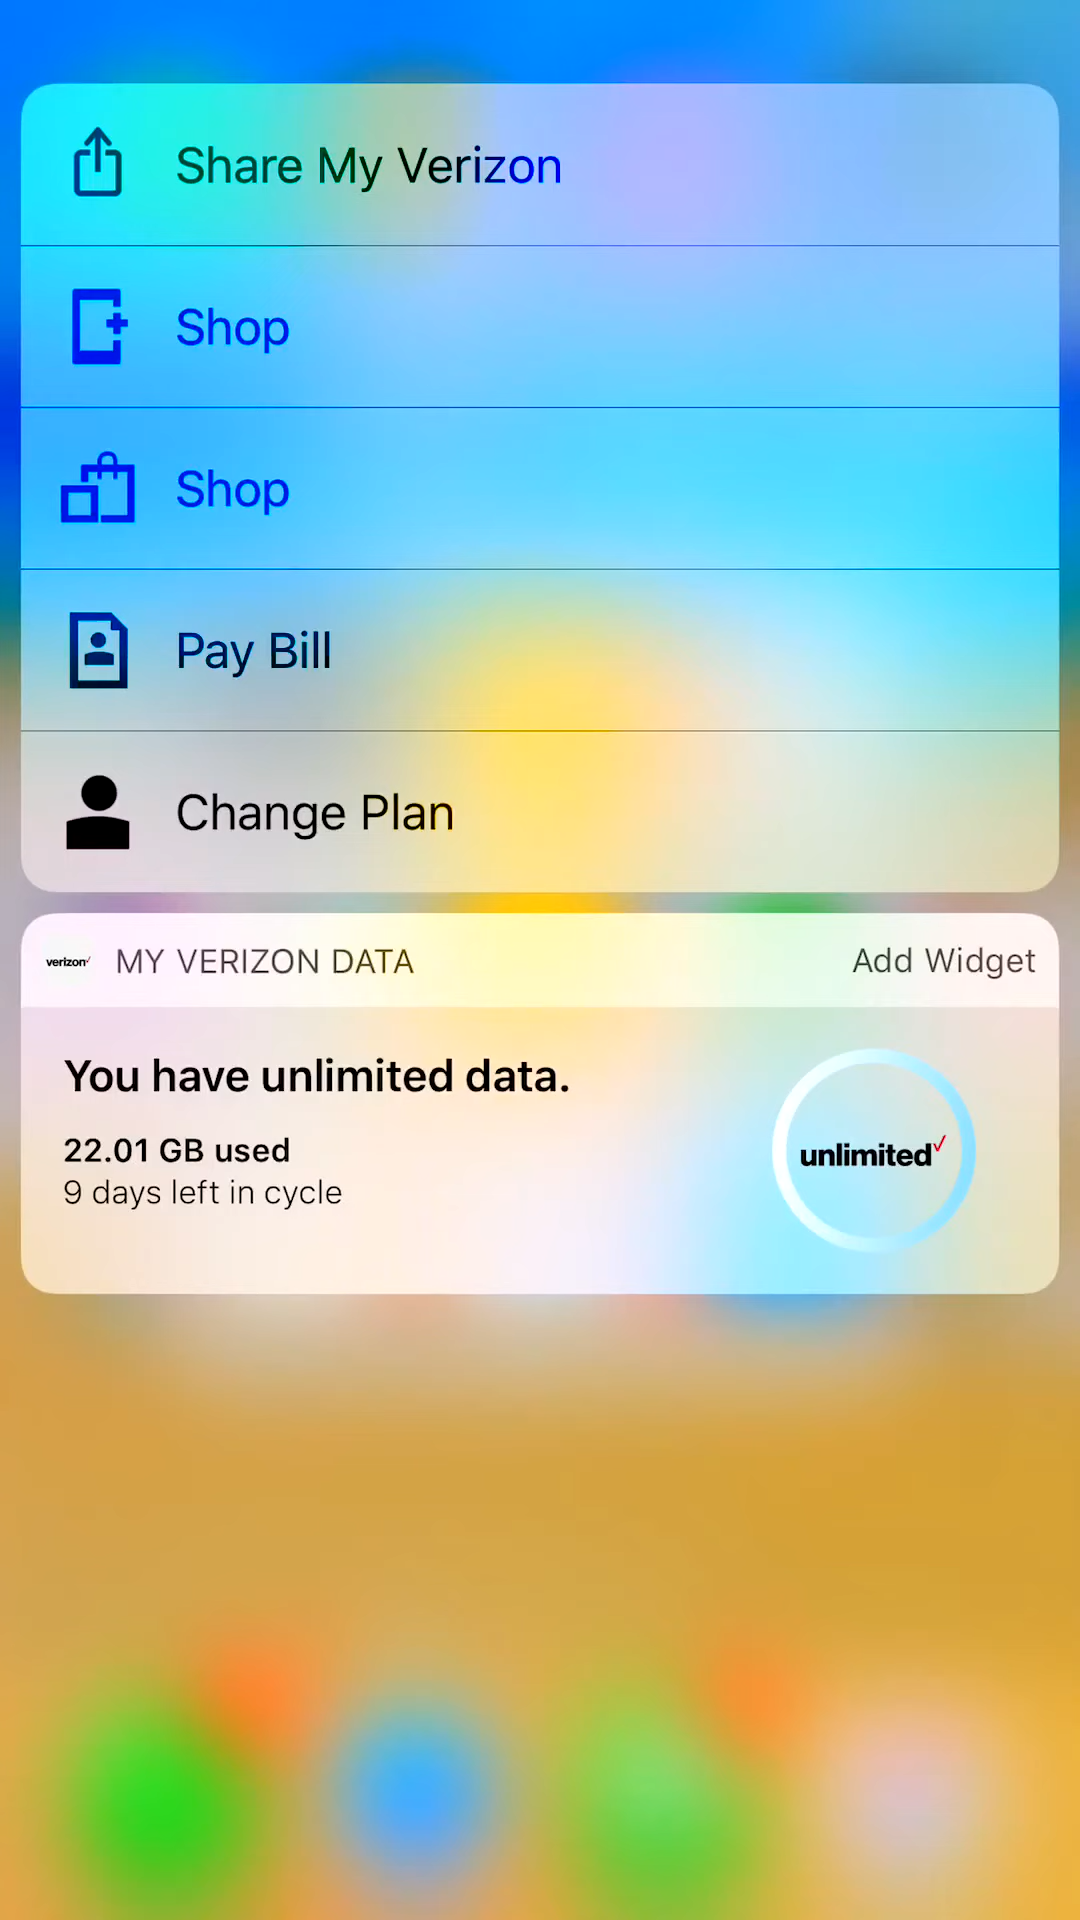 Share My Verizon
Shop
Shop
Pay Bill
Change Plan
verizon MY VERIZON DATA Add Widget
You have unlimited data.
22.01 GB used
9 days left in cycle
unlimited